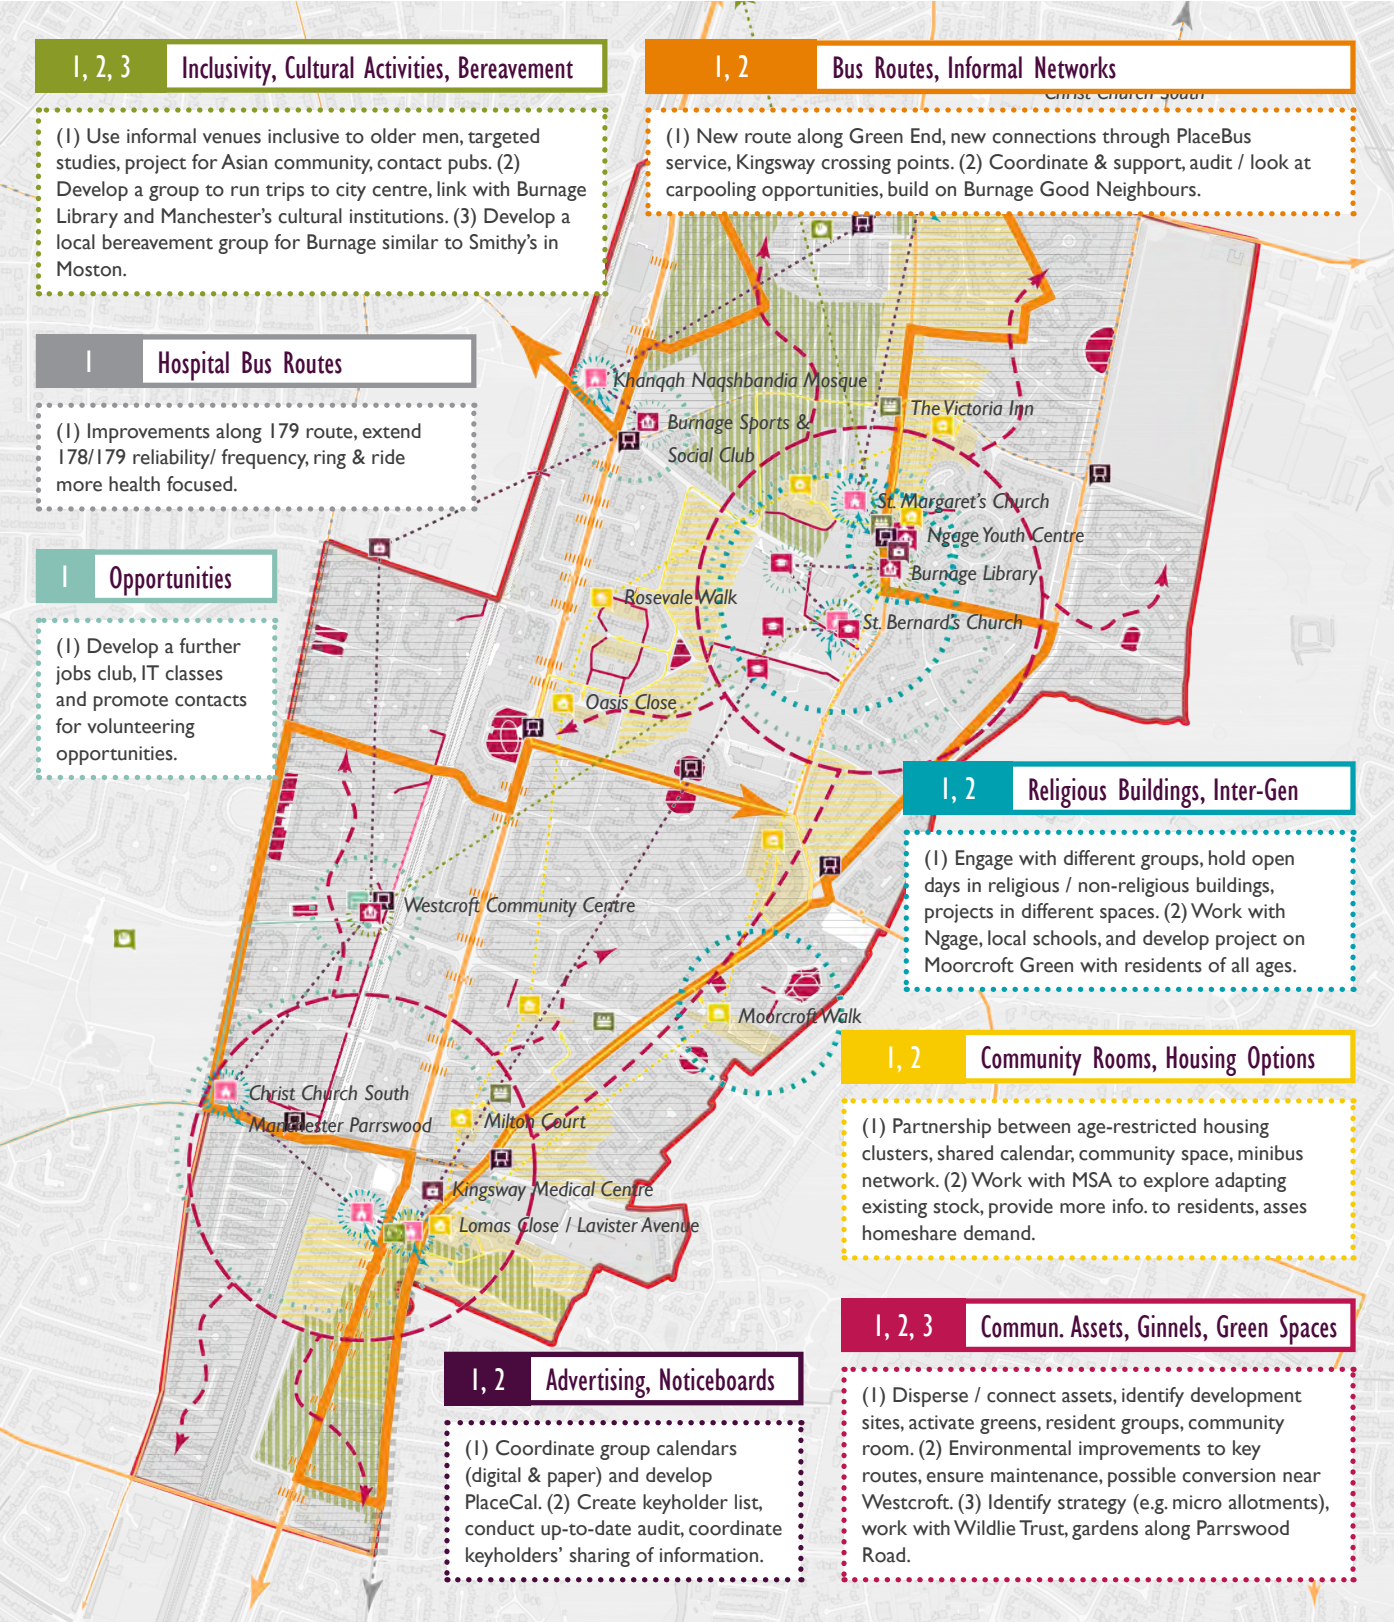 1, 2, 3
Inclusivity, Cultural Activities, Bereavement
(1) Use informal venues inclusive to older men, targeted
studies, project for Asian community, contact pubs. (2)
Develop a group to run trips to city centre, link with Burnage
Library and Manchester's cultural institutions. (3) Develop a
local bereavement group for Burnage similar to Smithy's in
Moston.
1, 2
Bus Routes, Informal Networks
Christ Church South
(1) New route along Green End, new connections through PlaceBus
service, Kingsway crossing points. (2) Coordinate & support, audit / look at
carpooling opportunities, build on Burnage Good Neighbours.
1
Hospital Bus Routes
(1) Improvements along 179 route, extend
178/179 reliability/ frequency, ring & ride
more health focused.
1
Opportunities
(1) Develop a further
jobs club, IT classes
and promote contacts
for volunteering
opportunities.
Khanqah Naqshbandia Mosque
Burnage Sports &
Social Club
The Victoria Inn
St. Margaret's Church
Ngage Youth Centre
Burnage Library
Rosevale Walk
St. Bernard's Church
Oasis Close
Westcroft Community Centre
Moorcroft Walk
Christ Church South
Manchester Parrswood
Milton Court
Kingsway Medical Centre
Lomas Close / Lavister Avenue
1, 2
Religious Buildings, Inter-Gen
(1) Engage with different groups, hold open
days in religious / non-religious buildings,
projects in different spaces. (2) Work with
Ngage, local schools, and develop project on
Moorcroft Green with residents of all ages.
1, 2
Community Rooms, Housing Options
(1) Partnership between age-restricted housing
clusters, shared calendar, community space, minibus
network. (2) Work with MSA to explore adapting
existing stock, provide more info. to residents, asses
homeshare demand.
1, 2
Advertising, Noticeboards
(1) Coordinate group calendars
(digital & paper) and develop
PlaceCal. (2) Create keyholder list,
conduct up-to-date audit, coordinate
keyholders' sharing of information.
1, 2, 3
Commun. Assets, Ginnels, Green Spaces
(1) Disperse / connect assets, identify development
sites, activate greens, resident groups, community
room. (2) Environmental improvements to key
routes, ensure maintenance, possible conversion near
Westcroft. (3) Identify strategy (e.g. micro allotments),
work with Wildlie Trust, gardens along Parrswood
Road.